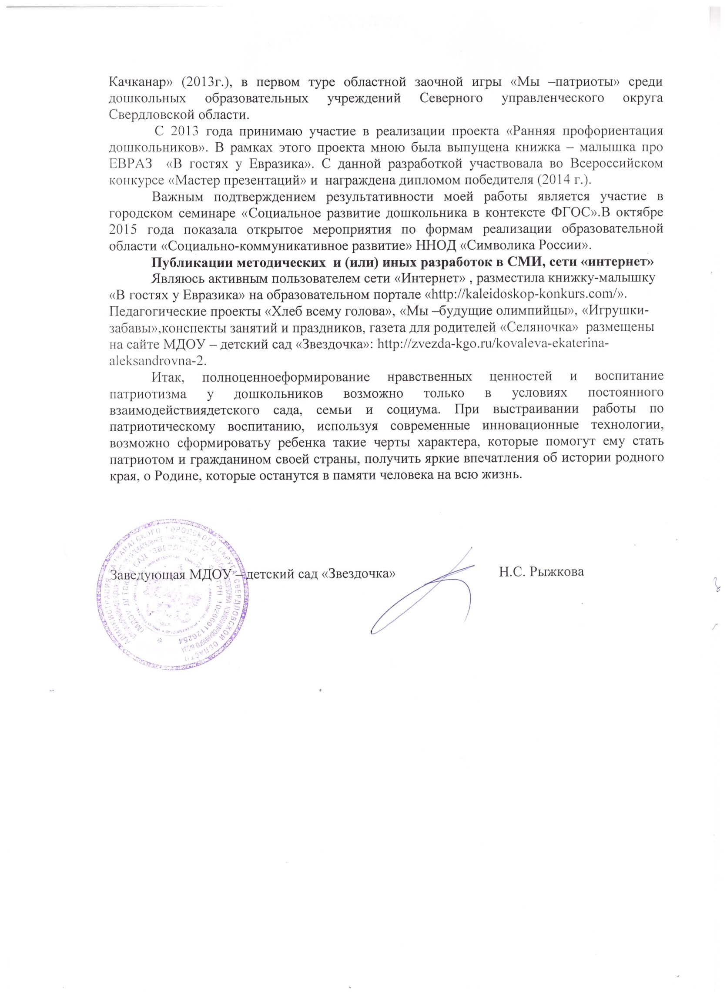 Качканар» (2013г.), в первом туре областной заочной игры «Мы –патриоты» среди
дошкольных образовательных учреждений Северного управленческого округа
Свердловской области.
С 2013 года принимаю участие в реализации проекта «Ранняя профориентация
дошкольников». В рамках этого проекта мною была выпущена книжка – малышка про
ЕВРАЗ «В гостях у Евразика». С данной разработкой участвовала во Всероссийском
конкурсе «Мастер презентаций» и награждена дипломом победителя (2014 г.).
Важным подтверждением результативности моей работы является участие в
городском семинаре «Социальное развитие дошкольника в контексте ФГОС».В октябре
2015 года показала открытое мероприятия по формам реализации образовательной
области «Социально-коммуникативное развитие» ННОД «Символика России».
Публикации методических и (или) иных разработок в СМИ, сети «интернет»
Являюсь активным пользователем сети «Интернет» , разместила книжку-малышку
«В гостях у Евразика» на образовательном портале «http://kaleidoskop-konkurs.com/».
Педагогические проекты «Хлеб всему голова», «Мы –будущие олимпийцы», «Игрушки-
забавы»,конспекты занятий и праздников, газета для родителей «Селяночка» размещены
на сайте МДОУ – детский сад «Звездочка»: http://zvezda-kgo.ru/kovaleva-ekaterina-
aleksandrovna-2.
Итак, полноценноеформирование нравственных ценностей и воспитание
патриотизма у дошкольников возможно только в условиях постоянного
взаимодействиядетского сада, семьи и социума. При выстраивании работы по
патриотическому воспитанию, используя современные инновационные технологии,
возможно сформироватьу ребенка такие черты характера, которые помогут ему стать
патриотом и гражданином своей страны, получить яркие впечатления об истории родного
края, о Родине, которые останутся в памяти человека на всю жизнь.
Заведующая МДОУ – детский сад «Звездочка» Н.С. Рыжкова
АДМИНИСТРАЦИЯ КАЧКАНАРСКОГО ГОРОДСКОГО ОКРУГА СВЕРДЛОВСКОЙ ОБЛАСТИ
(МДОУ ДЕТСКИЙ САД "ЗВЕЗДОЧКА") * ОГРН 1026601126254 *